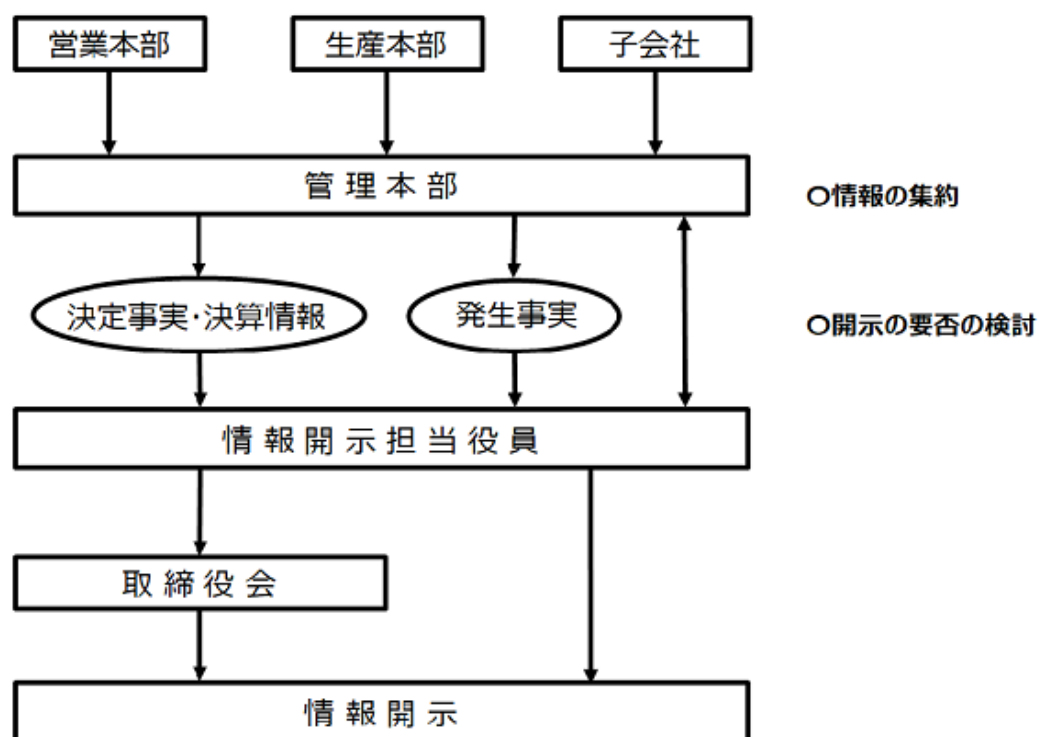 営業本部
生産本部
子会社
管理本部
〇情報の集約
決定事実・決算情報
発生事実
〇開示の要否の検討
情報開示担当役員
取締役会
情報開示